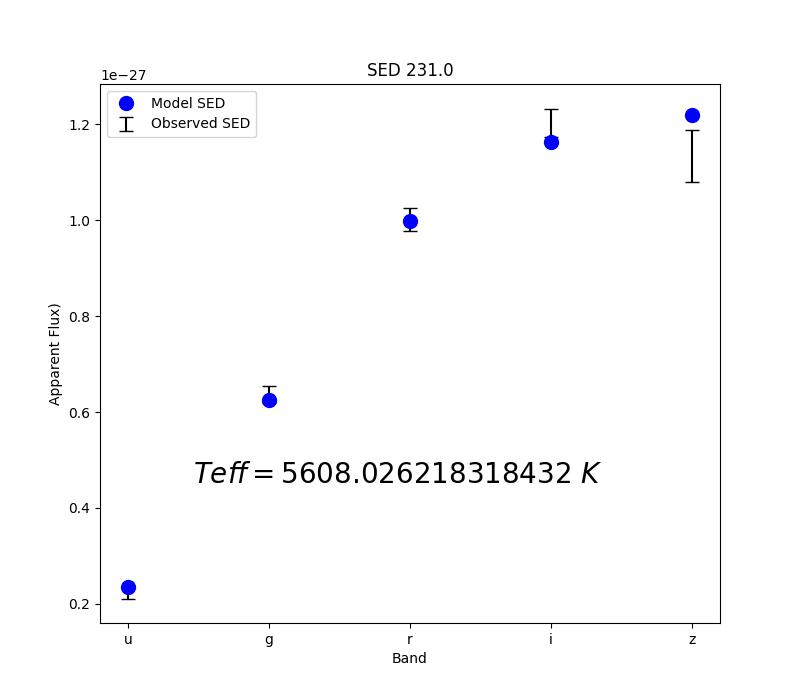 SED 231.0
1e−27
Model SED
Observed SED
1.2
1.0
0.8
0.6
0.4
0.2
Apparent Flux)
Teff = 5608.026218318432 K
u g r i z
Band